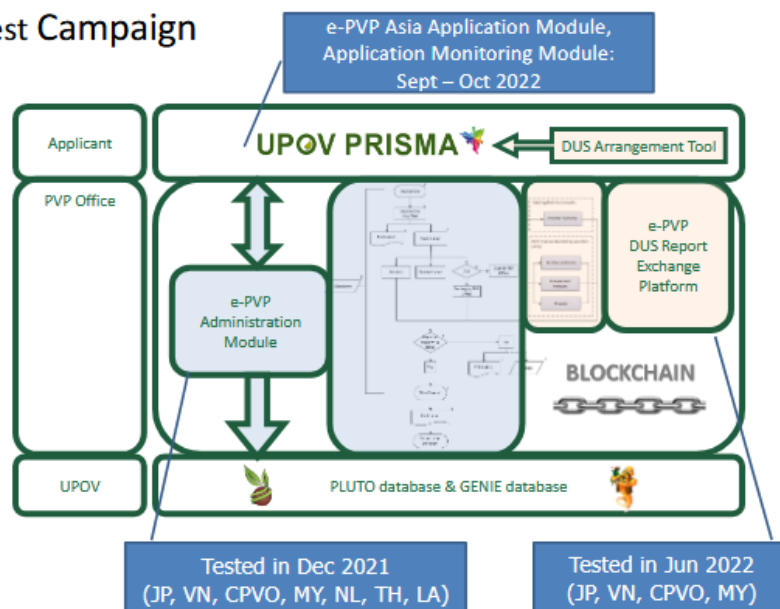 est Campaign
e-PVP Asia Application Module,
Application Monitoring Module:
Sept – Oct 2022
Applicant
UPOV PRISMA
DUS Arrangement Tool
PVP Office
e-PVP
Administration
Module
e-PVP
DUS Report
Exchange
Platform
BLOCKCHAIN
UPOV
PLUTO database & GENIE database
Tested in Dec 2021
(JP, VN, CPVO, MY, NL, TH, LA)
Tested in Jun 2022
(JP, VN, CPVO, MY)